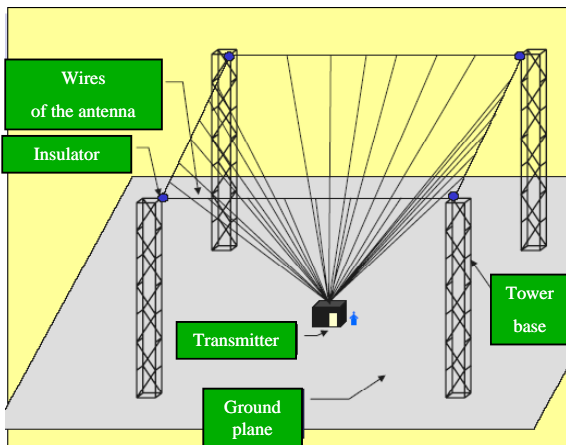 Wires
of the antenna
Insulator
Tower
base
Transmitter
Ground
plane